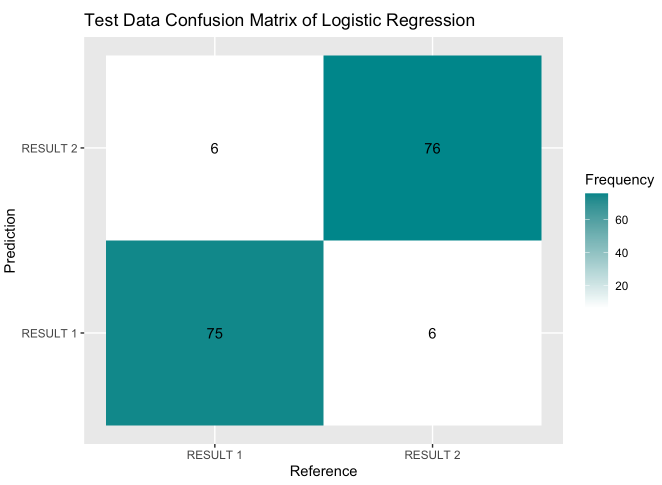 Test Data Confusion Matrix of Logistic Regression
Prediction
RESULT 2
6
76
RESULT 1
75
6
RESULT 1
RESULT 2
Reference
Frequency
60
40
20